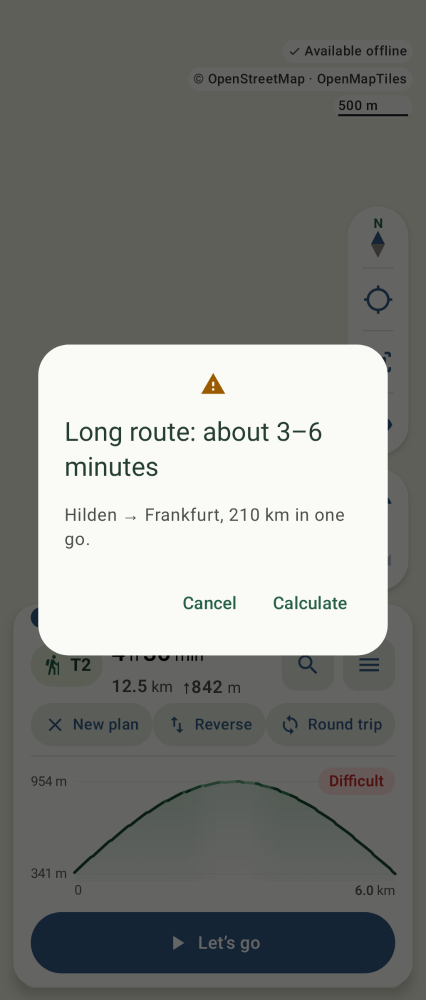 ✓ Available offline
© OpenStreetMap · OpenMapTiles
500 m
N
Long route: about 3–6
minutes
Hilden → Frankfurt, 210 km in one
go.
Cancel
Calculate
T2
12.5 km ↑842 m
New plan
Reverse
Round trip
954 m
Difficult
341 m
0
6.0 km
Let’s go